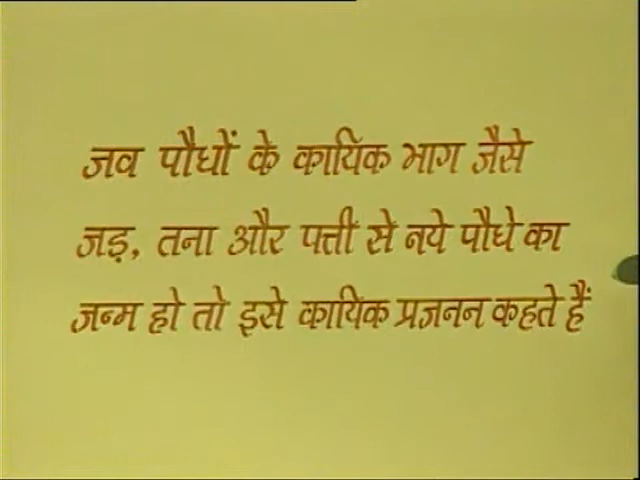 जव पौधों के कायिक भाग जैसे
जड़, तना और पत्ती से नये पौधे का
जन्म हो तो इसे कायिक प्रजनन कहते हैं